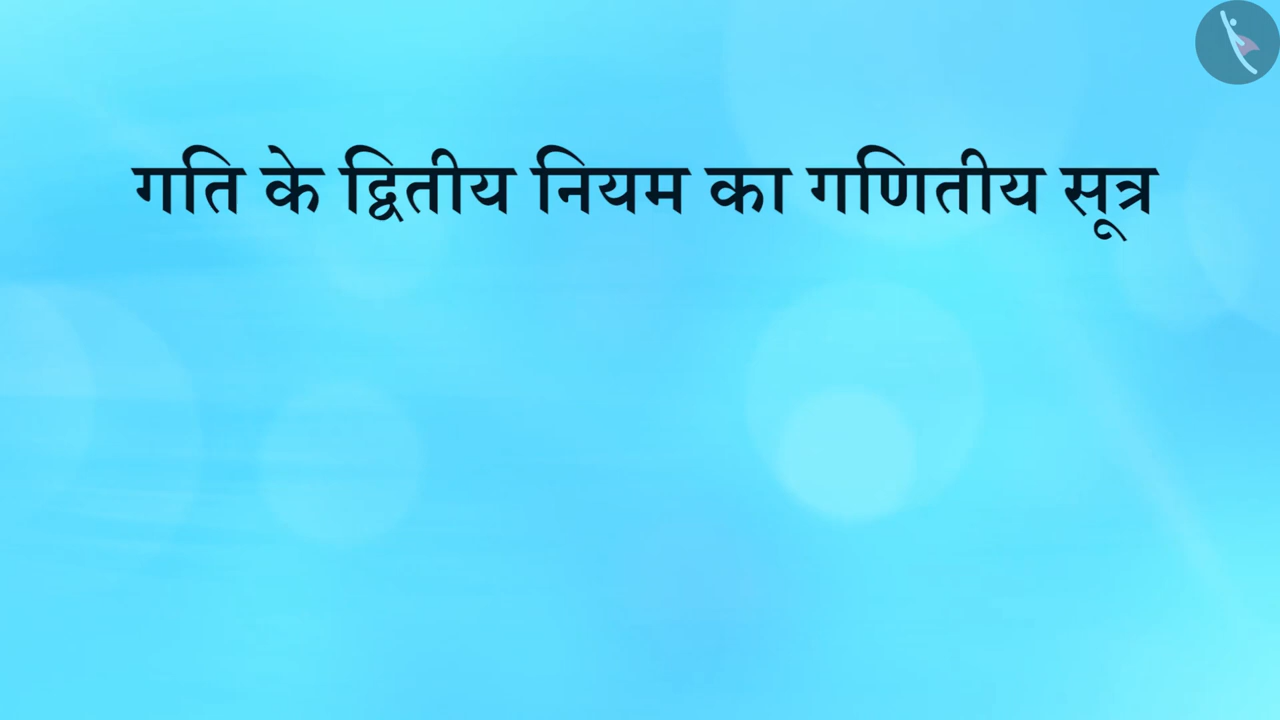 गति के द्वितीय नियम का गणितीय सूत्र